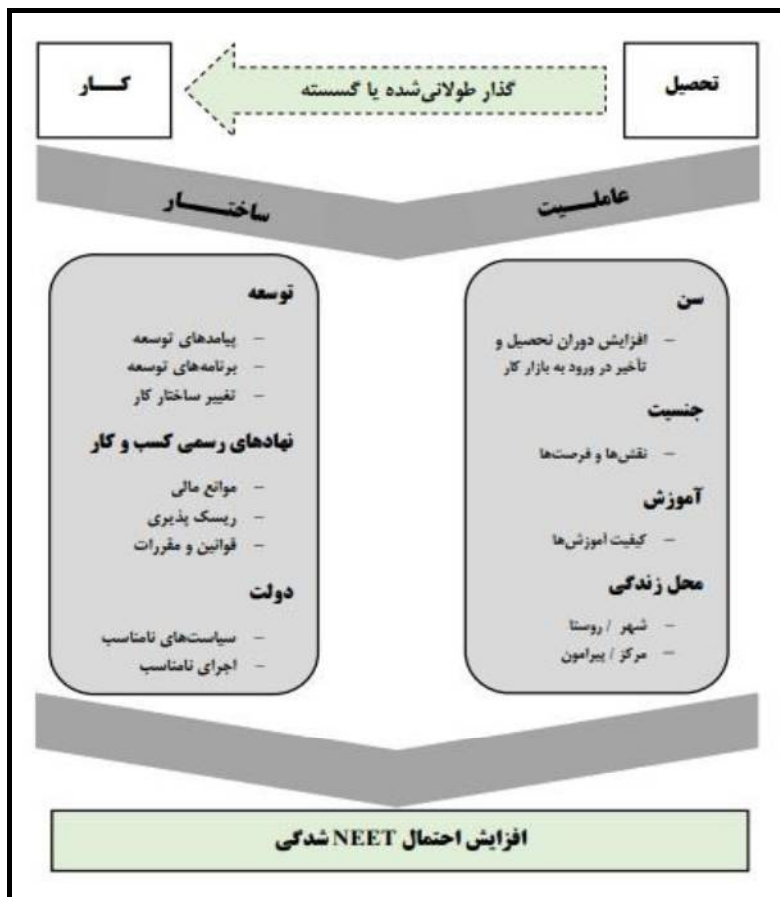 تحصیل
گذار طولانی‌شده یا گسسته
کـــــار
عاملـــیت
ساختـــــار
سن
– افزایش دوران تحصیل و
تأخیر در ورود به بازار کار
جنسیت
– نقش‌ها و فرصت‌ها
آموزش
– کیفیت آموزش‌ها
محل زندگی
– شهر / روستا
– مرکز / پیرامون
توسعه
– پیامدهای توسعه
– برنامه‌های توسعه
– تغییر ساختار کار
نهادهای رسمی کسب و کار
– موانع مالی
– ریسک پذیری
– قوانین و مقررات
دولت
– سیاست‌های نامناسب
– اجرای نامناسب
افزایش احتمال NEET شدگی